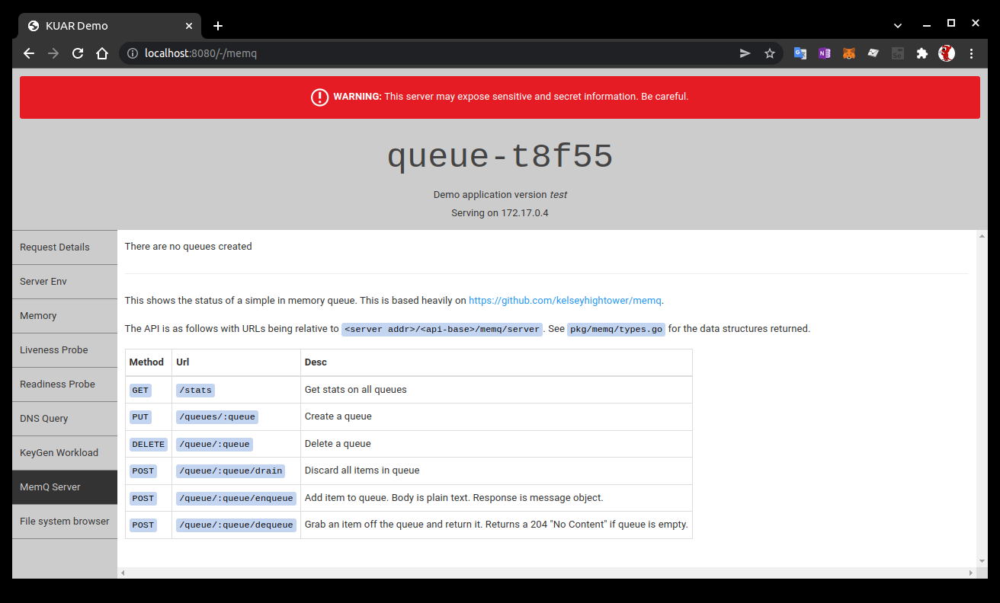 KUAR Demo
localhost:8080/-/memq
WARNING: This server may expose sensitive and secret information. Be careful.
queue-t8f55
Demo application version test
Serving on 172.17.0.4
Request Details
Server Env
Memory
Liveness Probe
Readiness Probe
DNS Query
KeyGen Workload
MemQ Server
File system browser
There are no queues created
This shows the status of a simple in memory queue. This is based heavily on https://github.com/kelseyhightower/memq.
The API is as follows with URLs being relative to <server addr>/<api-base>/memq/server. See pkg/memq/types.go for the data structures returned.
Method Url Desc
GET /stats Get stats on all queues
PUT /queues/:queue Create a queue
DELETE /queue/:queue Delete a queue
POST /queue/:queue/drain Discard all items in queue
POST /queue/:queue/enqueue Add item to queue. Body is plain text. Response is message object.
POST /queue/:queue/dequeue Grab an item off the queue and return it. Returns a 204 "No Content" if queue is empty.